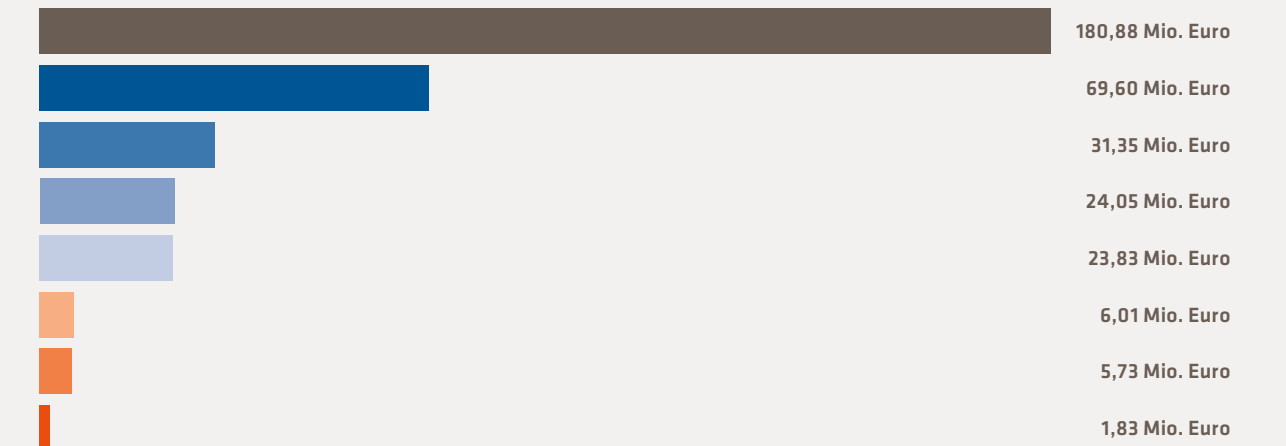 180,88 Mio. Euro
69,60 Mio. Euro
31,35 Mio. Euro
24,05 Mio. Euro
23,83 Mio. Euro
6,01 Mio. Euro
5,73 Mio. Euro
1,83 Mio. Euro